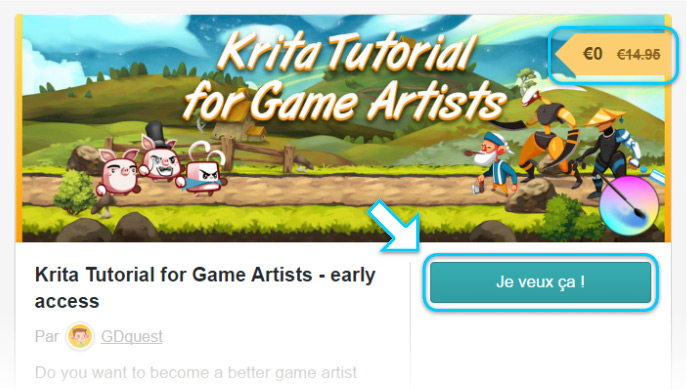 Krita Tutorial
for Game Artists
€0 €14.95
Krita Tutorial for Game Artists - early
access
Je veux ça !
Par GDquest
Do you want to become a better game artist